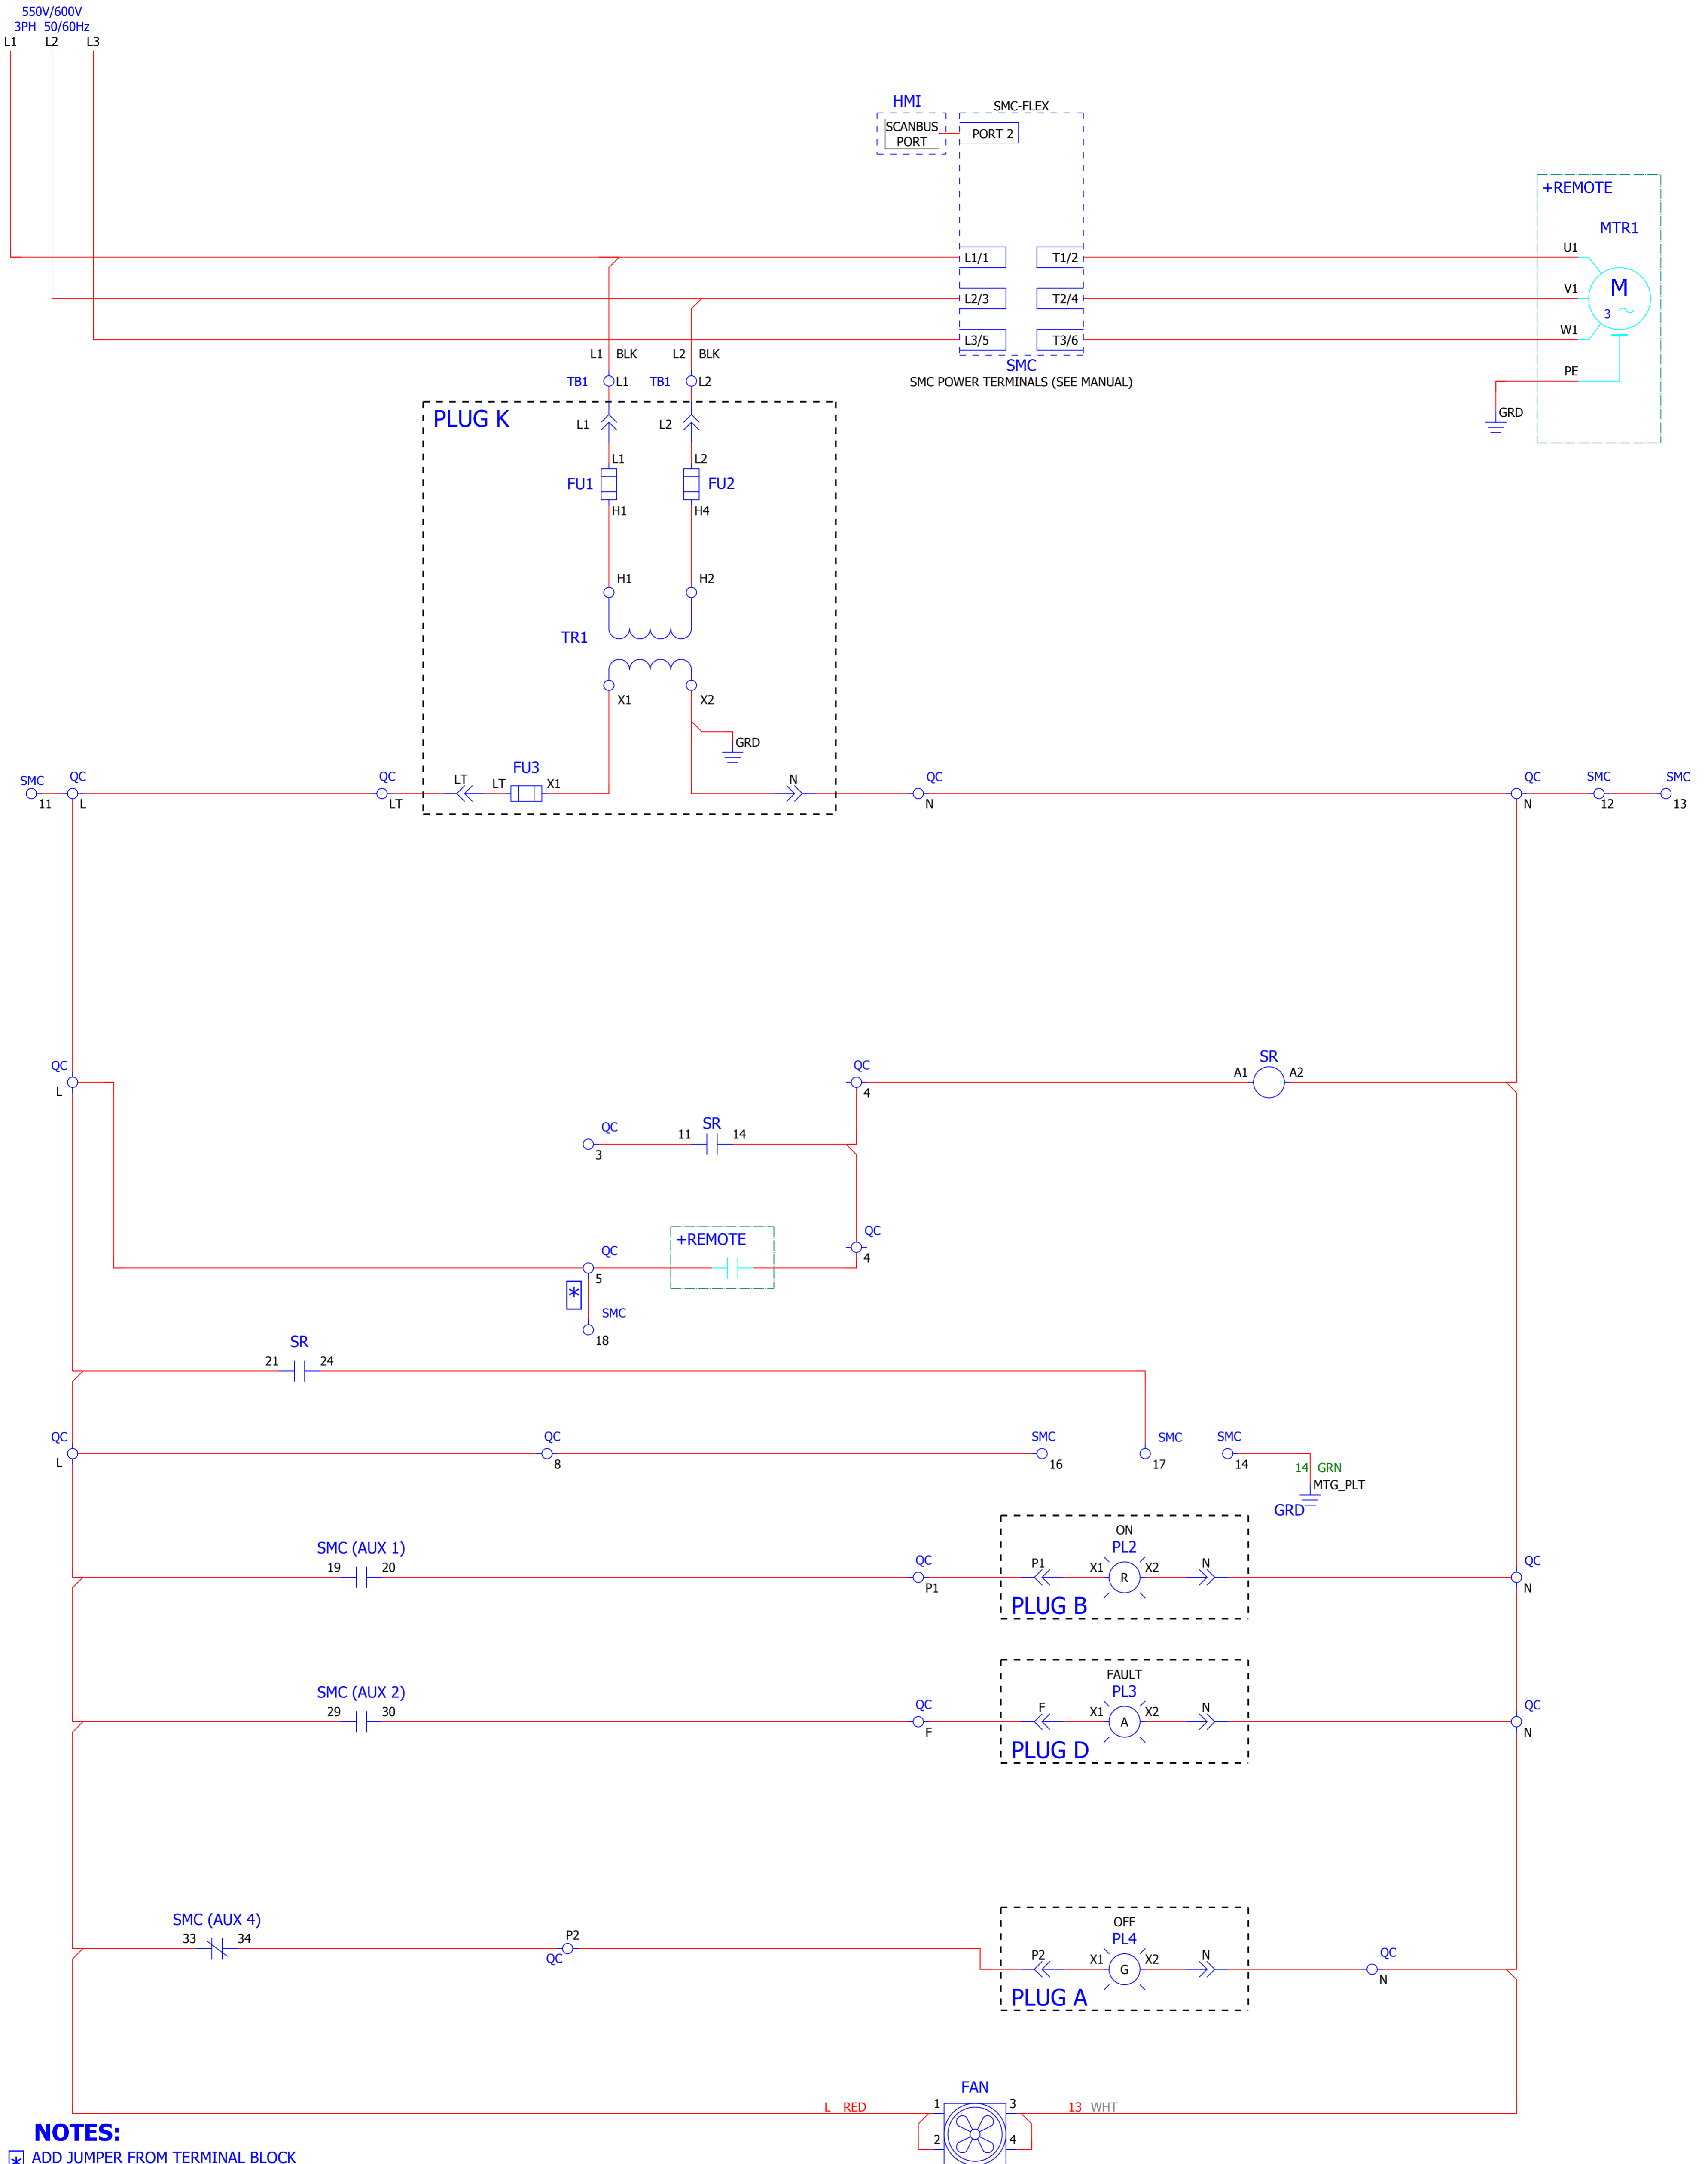 550V/600V
3PH 50/60Hz
L1 L2 L3
HMI
SMC-FLEX
SCANBUS
PORT
PORT 2
+REMOTE
MTR1
U1
L1/1 T1/2
V1
M
3
L2/3 T2/4
W1
L3/5 T3/6
L1 BLK L2 BLK
SMC
SMC POWER TERMINALS (SEE MANUAL)
PE
TB1 L1 TB1 L2
GRD
PLUG K
L1 L2
L1 L2
FU1 FU2
H1 H4
H1 H2
TR1
X1 X2
GRD
FU3
SMC QC QC LT LT X1 N QC QC SMC SMC
11 L LT N N 12 13
QC QC SR
L 4 A1 A2
QC SR
3 11 14
+REMOTE QC
4
QC
5
*
SMC
18
SR
21 24
QC QC SMC SMC SMC
L 8 16 17 14
14 GRN
MTG_PLT
GRD
SMC (AUX 1)
19 20
ON
PL2
QC P1 X1 R X2 N QC
P1 N
PLUG B
SMC (AUX 2)
29 30
FAULT
PL3
QC F X1 A X2 N QC
F N
PLUG D
SMC (AUX 4)
33 34
P2
QC
OFF
PL4
P2 X1 G X2 N QC
N
PLUG A
FAN
L RED 1 3 13 WHT
2 4
NOTES:
* ADD JUMPER FROM TERMINAL BLOCK